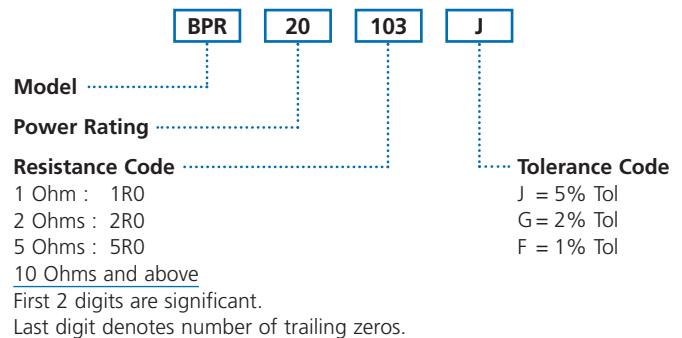 BPR 20 103 J
Model
Power Rating
Resistance Code Tolerance Code
1 Ohm : 1R0 J = 5% Tol
2 Ohms : 2R0 G = 2% Tol
5 Ohms : 5R0 F = 1% Tol
10 Ohms and above
First 2 digits are significant.
Last digit denotes number of trailing zeros.